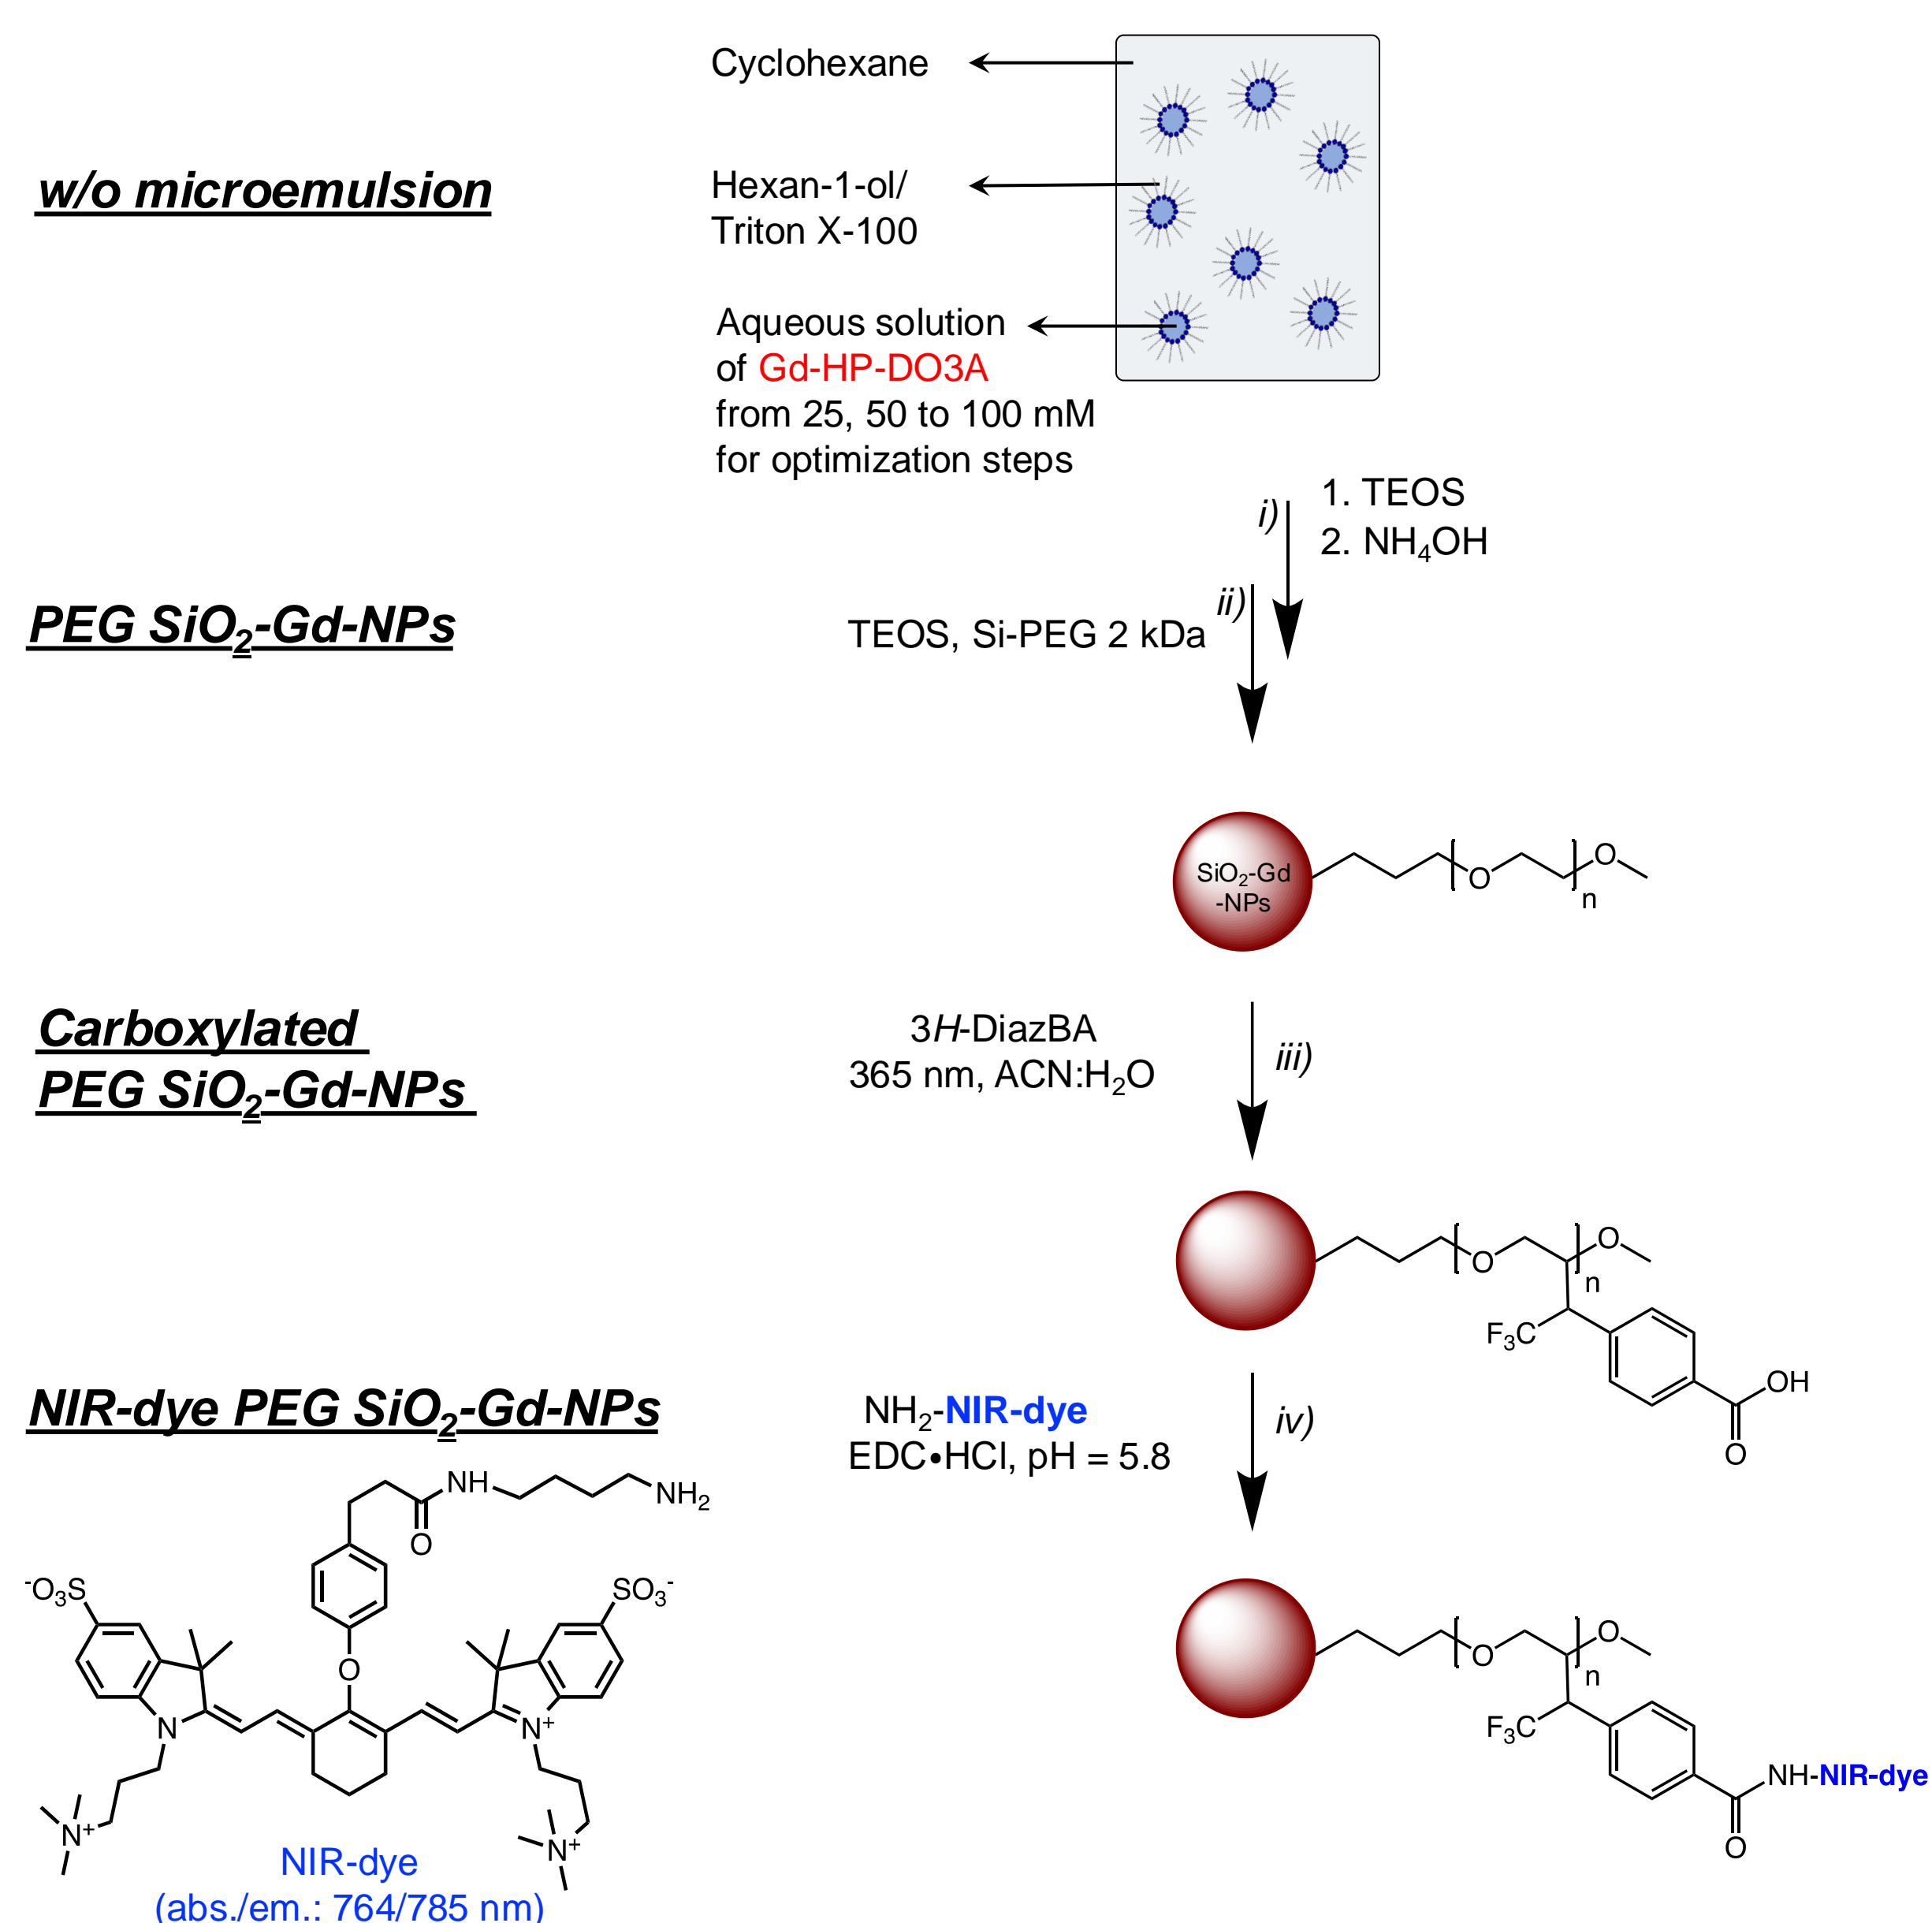 Cyclohexane
w/o microemulsion
Hexan-1-ol/
Triton X-100
Aqueous solution
of Gd-HP-DO3A
from 25, 50 to 100 mM
for optimization steps
i)
1. TEOS
2. NH4OH
PEG SiO2-Gd-NPs
ii)
TEOS, Si-PEG 2 kDa
SiO2-Gd
-NPs
O
O
n
Carboxylated
PEG SiO2-Gd-NPs
3H-DiazBA
365 nm, ACN:H2O
iii)
O
O
n
F3C
OH
O
NIR-dye PEG SiO2-Gd-NPs
NH2-NIR-dye
EDC•HCl, pH = 5.8
iv)
NH
NH2
O
-O3S
SO3-
O
N
N+
N+
N+
NIR-dye
(abs./em.: 764/785 nm)
O
O
n
F3C
NH-NIR-dye
O